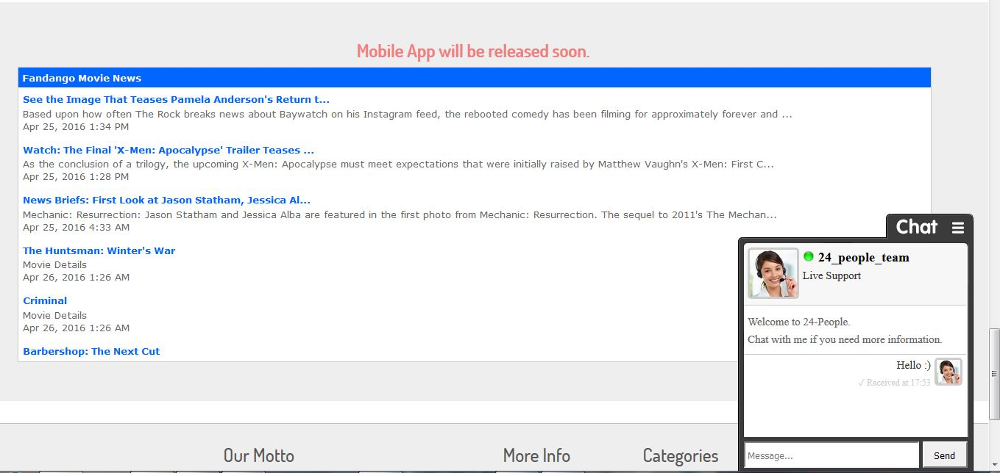 Mobile App will be released soon.
Fandango Movie News
See the Image That Teases Pamela Anderson's Return t...
Based upon how often The Rock breaks news about Baywatch on his Instagram feed, the rebooted comedy has been filming for approximately forever and ...
Apr 25, 2016 1:34 PM
Watch: The Final 'X-Men: Apocalypse' Trailer Teases ...
As the conclusion of a trilogy, the upcoming X-Men: Apocalypse must meet expectations that were initially raised by Matthew Vaughn's X-Men: First C...
Apr 25, 2016 1:28 PM
News Briefs: First Look at Jason Statham, Jessica Al...
Mechanic: Resurrection: Jason Statham and Jessica Alba are featured in the first photo from Mechanic: Resurrection. The sequel to 2011's The Mechan...
Apr 25, 2016 4:33 AM
The Huntsman: Winter's War
Movie Details
Apr 26, 2016 1:26 AM
Criminal
Movie Details
Apr 26, 2016 1:26 AM
Barbershop: The Next Cut
Chat
24_people_team
Live Support
Welcome to 24-People.
Chat with me if you need more information.
Hello :)
✓ Received at 17:53
Message...
Send
Our Motto
More Info
Categories